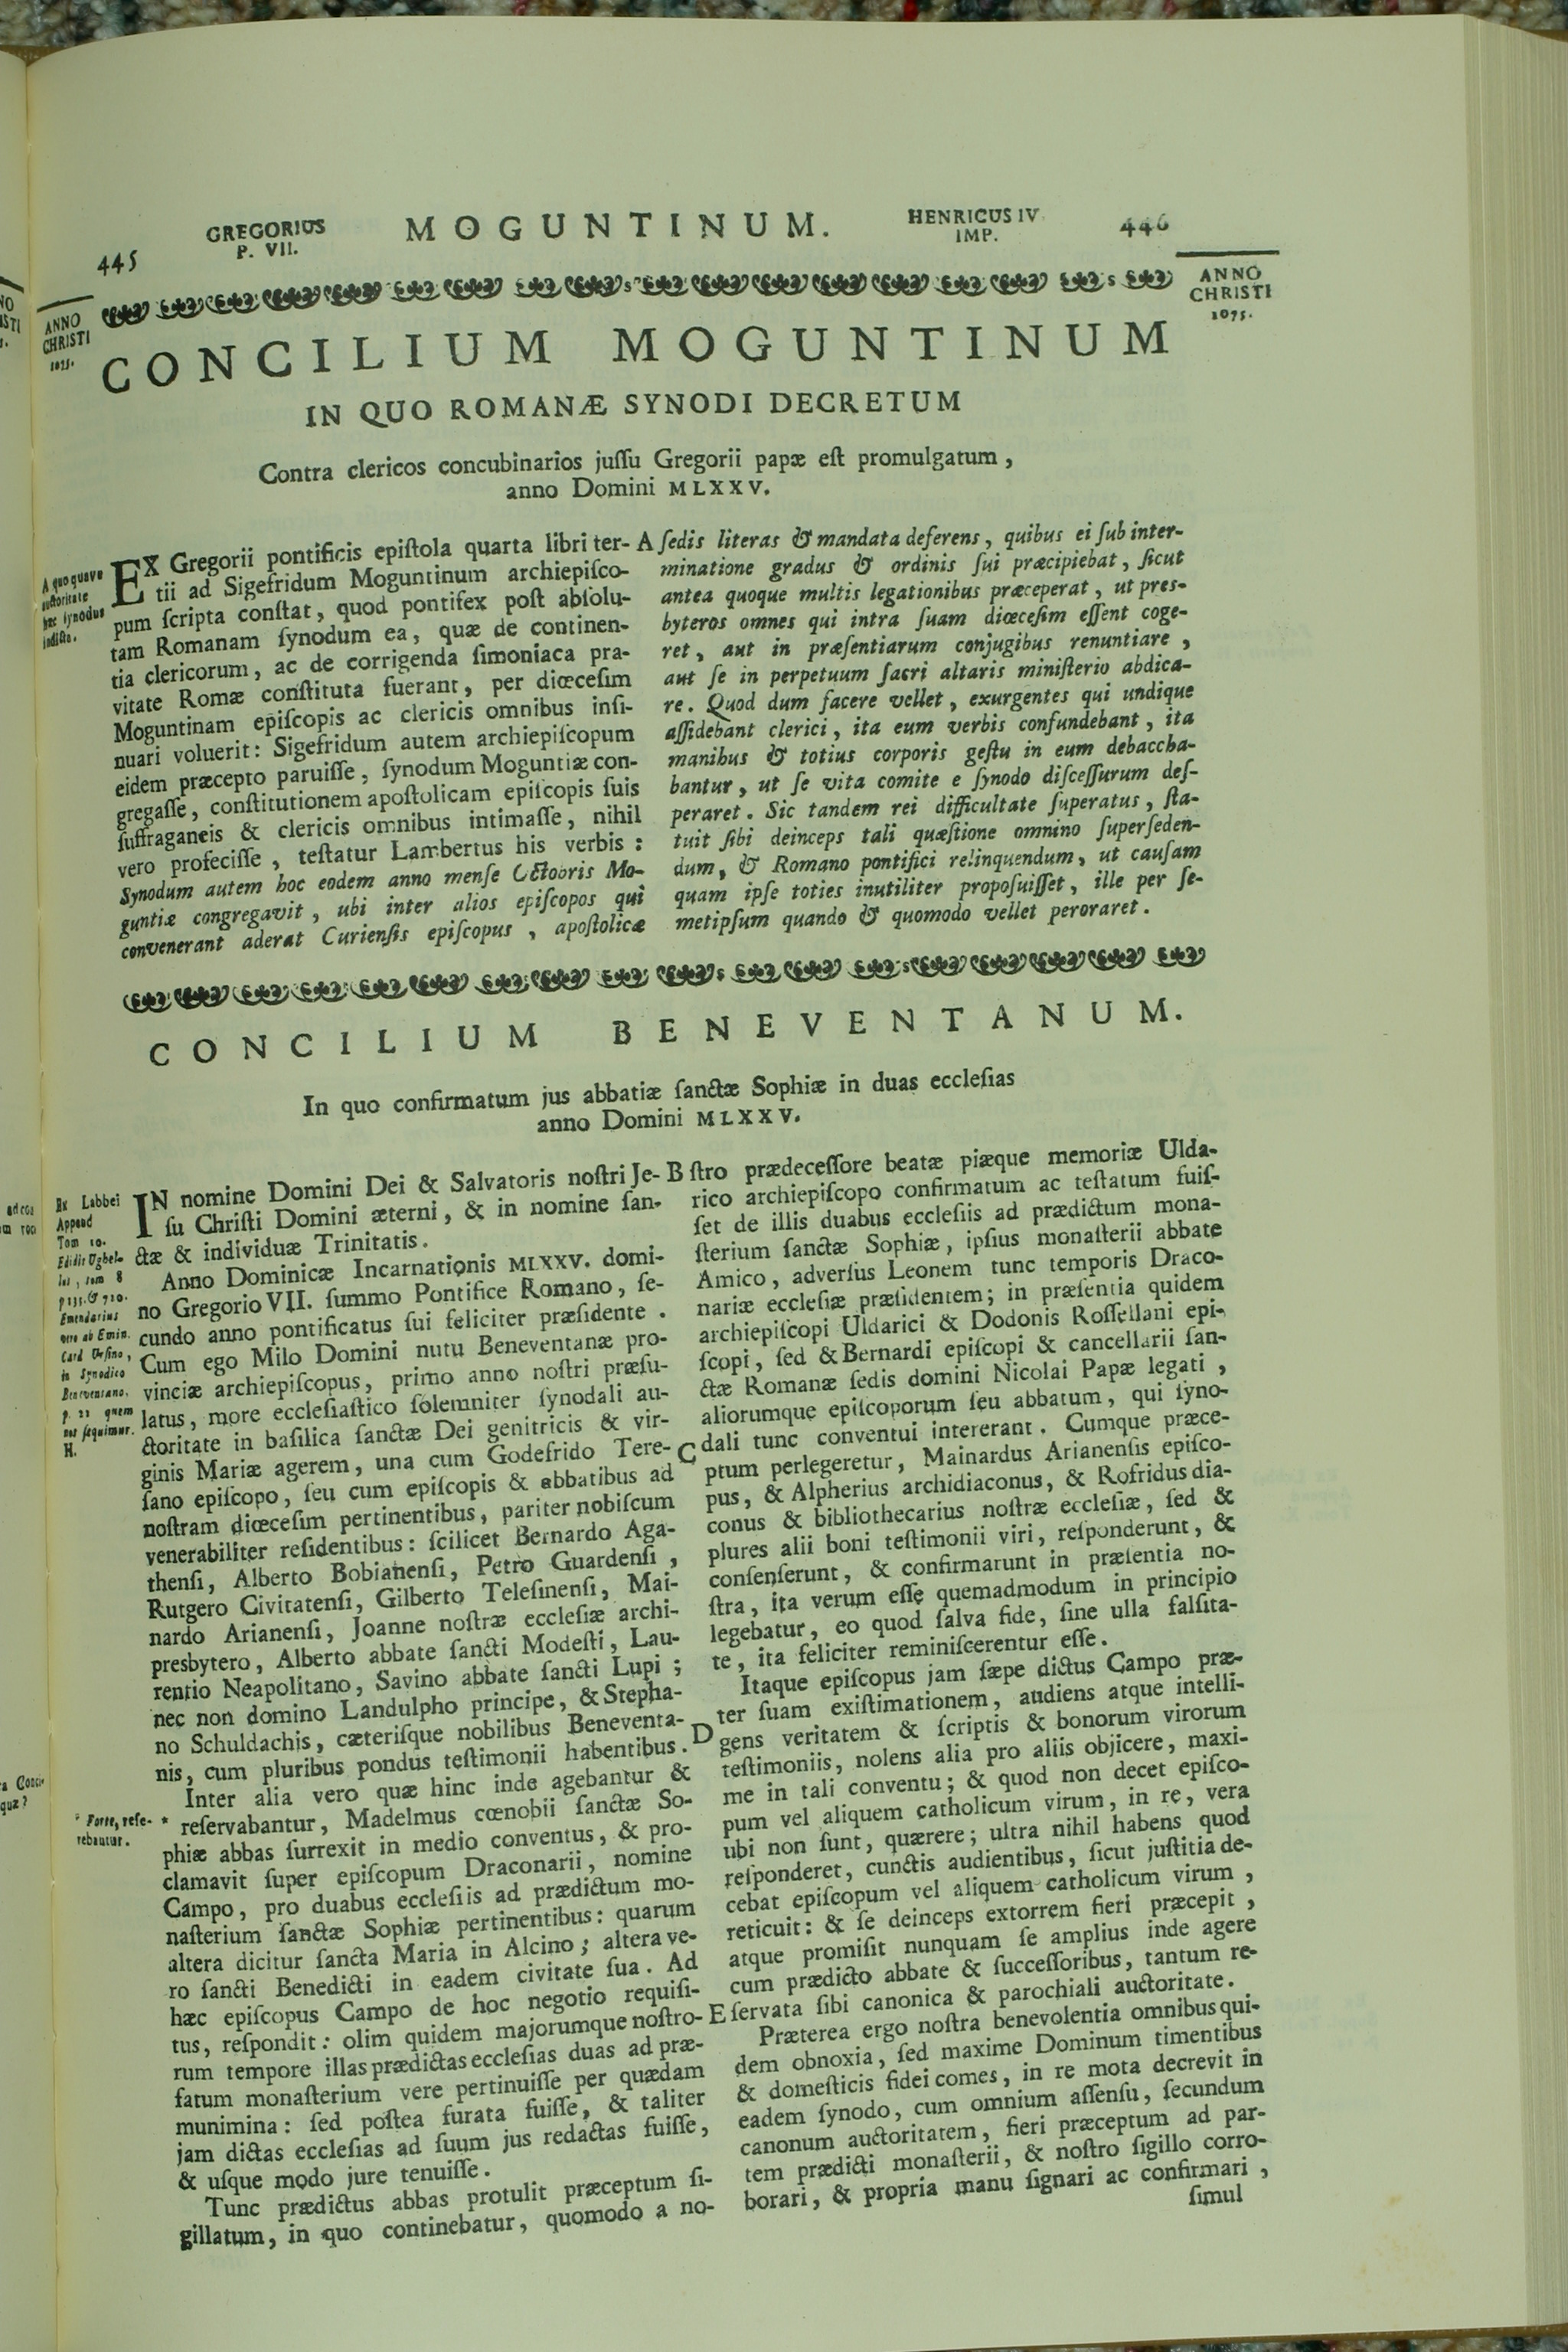 445
GREGORIUS
P. VII.
MOGUNTINUM.
HENRICUS IV.
IMP.
446
ANNO
CHRISTI
1075.
ANNO
CHRISTI
1075.
CONCILIUM MOGUNTINUM
IN QUO ROMANÆ SYNODI DECRETUM
Contra clericos concubinarios juſſu Gregorii papæ eſt promulgatum,
anno Domini MLXXV.
A quo quave
auctoritate
hæc ſynodus
indicta.
EX Gregorii pontificis epiſtola quarta libri ter-
tii ad Sigefridum Moguntinum archiepiſco-
pum ſcripta conſtat, quod pontifex poſt abſolu-
tam Romanam ſynodum ea, quæ de continen-
tia clericorum, ac de corrigenda ſimoniaca pra-
vitate Romæ conſtituta fuerant, per diœceſim
Moguntinam epiſcopis ac clericis omnibus inſi-
nuari voluerit: Sigefridum autem archiepiſcopum
eidem præcepto paruiſſe, ſynodum Moguntiæ con-
gregaſſe, conſtitutionem apoſtolicam epiſcopis ſuis
ſuffraganeis & clericis omnibus intimaſſe, nihil
vero profeciſſe, teſtatur Lambertus his verbis:
Synodum autem hoc eodem anno menſe Octobris Mo-
guntiæ congregavit, ubi inter alios epiſcopos qui
convenerant aderat Curienſis epiſcopus, apoſtolicæ
A ſedis literas & mandata deferens, quibus ei ſub inter-
minatione gradus & ordinis ſui præcipiebat, ſicut
antea quoque multis legationibus præceperat, ut pres-
byteros omnes qui intra ſuam diœceſim eſſent coge-
ret, aut in præſentiarum conjugibus renuntiare,
aut ſe in perpetuum ſacri altaris miniſterio abdica-
re. Quod dum facere vellet, exurgentes qui undique
aſſidebant clerici, ita eum verbis confundebant, ita
manibus & totius corporis geſtu in eum debaccha-
bantur, ut ſe vita comite e ſynodo diſceſſurum deſ-
peraret. Sic tandem rei difficultate ſuperatus, ſta-
tuit ſibi deinceps tali quæſtione omnino ſuperſeden-
dum, & Romano pontifici relinquendum, ut cauſam
quam ipſe toties inutiliter propoſuiſſet, ille per ſe-
metipſum quando & quomodo vellet peroraret.
CONCILIUM BENEVENTANUM.
In quo confirmatum jus abbatiæ ſanctæ Sophiæ in duas eccleſias
anno Domini MLXXV.
Ex Labbei
Append
Tom 10.
Edidit Ughel-
lus, tom 8
p 135. & 720.
Emendatius
vero ab Emin.
Card Urſino,
in Synodico
Beneventano.
p. 22 quem
nos ſequimur.
H.
IN nomine Domini Dei & Salvatoris noſtri Je-
ſu Chriſti Domini æterni, & in nomine ſan-
ctæ & individuæ Trinitatis.
Anno Dominicæ Incarnationis MLXXV. domi-
no Gregorio VII. ſummo Pontifice Romano, ſe-
cundo anno pontificatus ſui feliciter præſidente.
Cum ego Milo Domini nutu Beneventanæ pro-
vinciæ archiepiſcopus, primo anno noſtri præſu-
latus, more eccleſiaſtico ſolemniter ſynodali au-
ctoritate in baſilica ſanctæ Dei genitricis & vir-
ginis Mariæ agerem, una cum Godefrido Tere-
ſano epiſcopo, ſeu cum epiſcopis & abbatibus ad
noſtram diœceſim pertinentibus, pariter nobiſcum
venerabiliter reſidentibus: ſcilicet Bernardo Aga-
thenſi, Alberto Bobianenſi, Petro Guardenſi,
Rutgero Civitatenſi, Gilberto Teleſinenſi, Mai-
nardo Arianenſi, Joanne noſtræ eccleſiæ archi-
presbytero, Alberto abbate ſancti Modeſti, Lau-
rentio Neapolitano, Savino abbate ſancti Lupi;
nec non domino Landulpho principe, & Stepha-
no Schuldachis, cæteriſque nobilibus Beneventa-
nis, cum pluribus pondus teſtimonii habentibus.
Inter alia vero quæ hinc inde agebantur &
* Forte, refe-
rebantur.
* reſervabantur, Madelmus cœnobii ſanctæ So-
phiæ abbas ſurrexit in medio conventus, & pro-
clamavit ſuper epiſcopum Draconarii, nomine
Campo, pro duabus eccleſiis ad prædictum mo-
naſterium ſanctæ Sophiæ pertinentibus: quarum
altera dicitur ſancta Maria in Alcino; altera ve-
ro ſancti Benedicti in eadem civitate ſua. Ad
hæc epiſcopus Campo de hoc negotio requiſi-
tus, reſpondit: olim quidem majorumque noſtro-
rum tempore illas prædictas eccleſias duas ad præ-
fatum monaſterium vere pertinuiſſe per quædam
munimina: ſed poſtea furata fuiſſe, & taliter
jam dictas eccleſias ad ſuum jus redactas fuiſſe,
& uſque modo jure tenuiſſe.
Tunc prædictus abbas protulit præceptum ſi-
gillatum, in quo continebatur, quomodo a no-
B ſtro prædeceſſore beatæ piæque memoriæ Ulda-
rico archiepiſcopo confirmatum ac teſtatum fuiſ-
ſet de illis duabus eccleſiis ad prædictum mona-
ſterium ſanctæ Sophiæ, ipſius monaſterii abbate
Amico, adverſus Leonem tunc temporis Draco-
nariæ eccleſiæ præſidentem; in præſentia quidem
archiepiſcopi Uldarici & Dodonis Roſſellani epi-
ſcopi, ſed & Bernardi epiſcopi & cancellarii ſan-
ctæ Romanæ ſedis domini Nicolai Papæ legati,
aliorumque epiſcoporum ſeu abbatum, qui ſyno-
C dali tunc conventui intererant. Cumque præce-
ptum perlegeretur, Mainardus Arianenſis epiſco-
pus, & Alpherius archidiaconus, & Rofridus dia-
conus & bibliothecarius noſtræ eccleſiæ, ſed &
plures alii boni teſtimonii viri, reſponderunt, &
conſenſerunt, & confirmarunt in præſentia no-
ſtra, ita verum eſſe quemadmodum in principio
legebatur, eo quod ſalva fide, ſine ulla falſita-
te, ita feliciter reminiſcerentur eſſe.
Itaque epiſcopus jam ſæpe dictus Campo præ-
ter ſuam exiſtimationem, audiens atque intelli-
D gens veritatem & ſcriptis & bonorum virorum
teſtimoniis, nolens alia pro aliis objicere, maxi-
me in tali conventu; & quod non decet epiſco-
pum vel aliquem catholicum virum, in re, vera
ubi non ſunt, quærere; ultra nihil habens quod
reſponderet, cunctis audientibus, ſicut juſtitia de-
cebat epiſcopum vel aliquem catholicum virum,
reticuit: & ſe deinceps extorrem fieri præcepit,
atque promiſit nunquam ſe amplius inde agere
cum prædicto abbate & ſucceſſoribus, tantum re-
E ſervata ſibi canonica & parochiali auctoritate.
Præterea ergo noſtra benevolentia omnibus qui-
dem obnoxia, ſed maxime Dominum timentibus
& domeſticis fidei comes, in re mota decrevit in
eadem ſynodo, cum omnium aſſenſu, ſecundum
canonum auctoritatem, fieri præceptum ad par-
tem prædicti monaſterii, & noſtro ſigillo corro-
borari, & propria manu ſignari ac confirmari,
ſimul